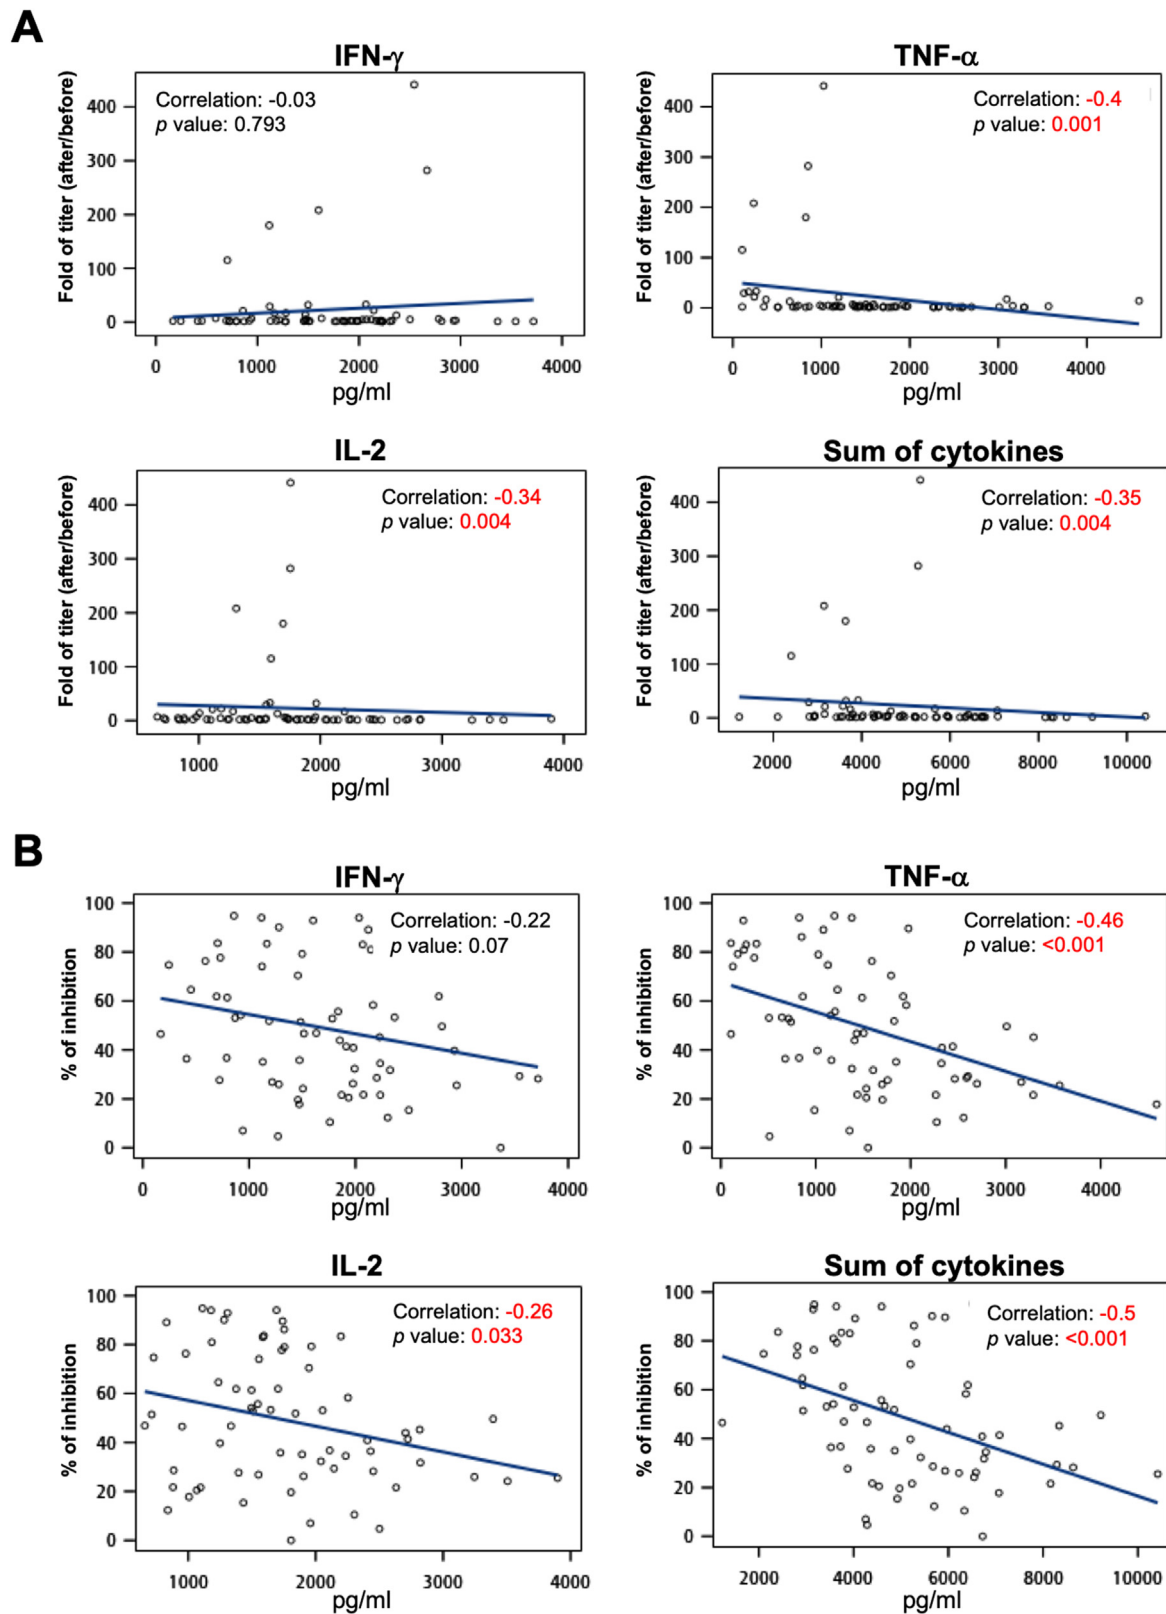 A
IFN-γ
Fold of titer (after/before)
400
300
200
100
0
Correlation: -0.03
p value: 0.793
0 1000 2000 3000 4000
pg/ml
TNF-α
Fold of titer (after/before)
400
300
200
100
0
Correlation: -0.4
p value: 0.001
0 1000 2000 3000 4000
pg/ml
IL-2
Fold of titer (after/before)
400
300
200
100
0
Correlation: -0.34
p value: 0.004
1000 2000 3000 4000
pg/ml
Sum of cytokines
Fold of titer (after/before)
400
300
200
100
0
Correlation: -0.35
p value: 0.004
2000 4000 6000 8000 10000
pg/ml
B
IFN-γ
% of inhibition
100
80
60
40
20
0
Correlation: -0.22
p value: 0.07
0 1000 2000 3000 4000
pg/ml
TNF-α
% of inhibition
100
80
60
40
20
0
Correlation: -0.46
p value: <0.001
0 1000 2000 3000 4000
pg/ml
IL-2
% of inhibition
100
80
60
40
20
0
Correlation: -0.26
p value: 0.033
1000 2000 3000 4000
pg/ml
Sum of cytokines
% of inhibition
100
80
60
40
20
0
Correlation: -0.5
p value: <0.001
2000 4000 6000 8000 10000
pg/ml